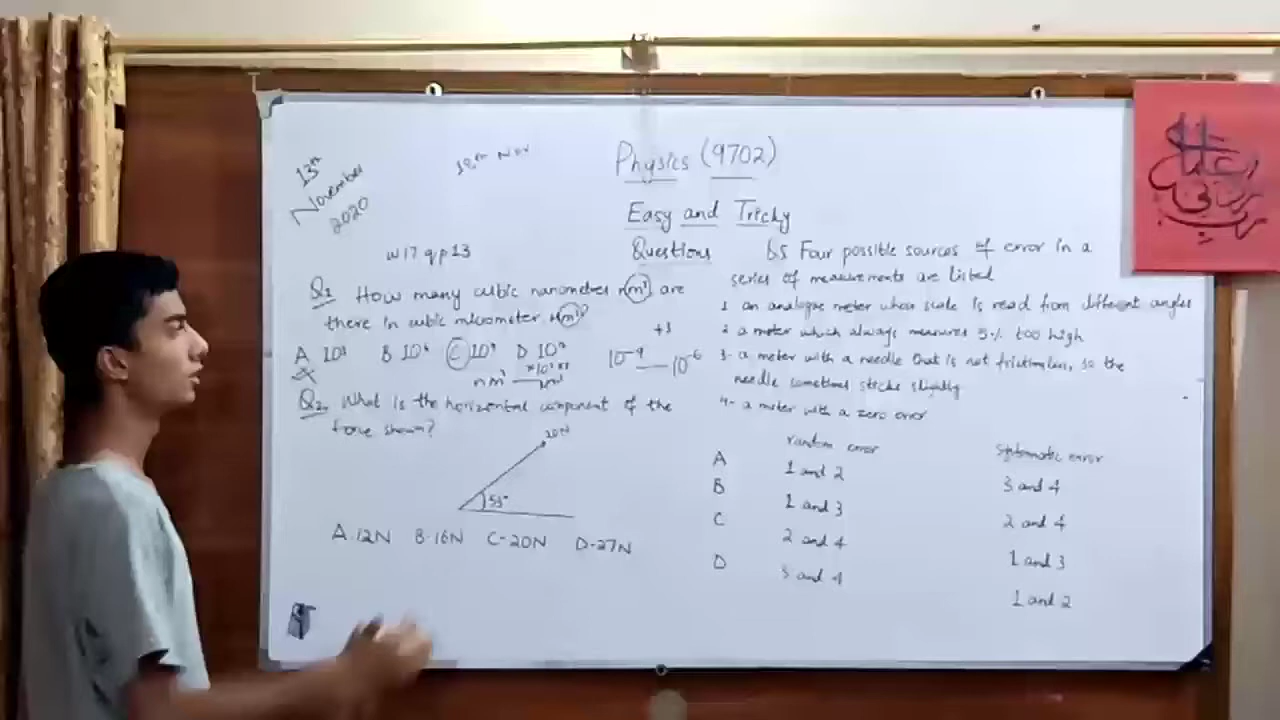 13th
November
2020
18th Nov
Physics (9702)
Easy and Tricky
Questions
w17 qp13
Q1 How many cubic nanometres nm³ are
there in cubic micrometer
A 10³ B 10⁶ C 10⁹ D 10¹²
10⁻⁹ — 10⁻⁶
+3
nm³
Q2. What is the horizontal component of the
force shown?
20N
53°
A-12N B-16N C-20N D-27N
Four possible sources of error in a
series of measurements are listed
1 an analogue meter whose scale is read from different angles
2 a meter which always measures 5% too high
3- a meter with a needle that is not frictionless, so the
needle sometimes sticks slightly
4- a meter with a zero error
random error systematic error
A 1 and 2 3 and 4
B 1 and 3 2 and 4
C 2 and 4 1 and 3
D 3 and 4 1 and 2